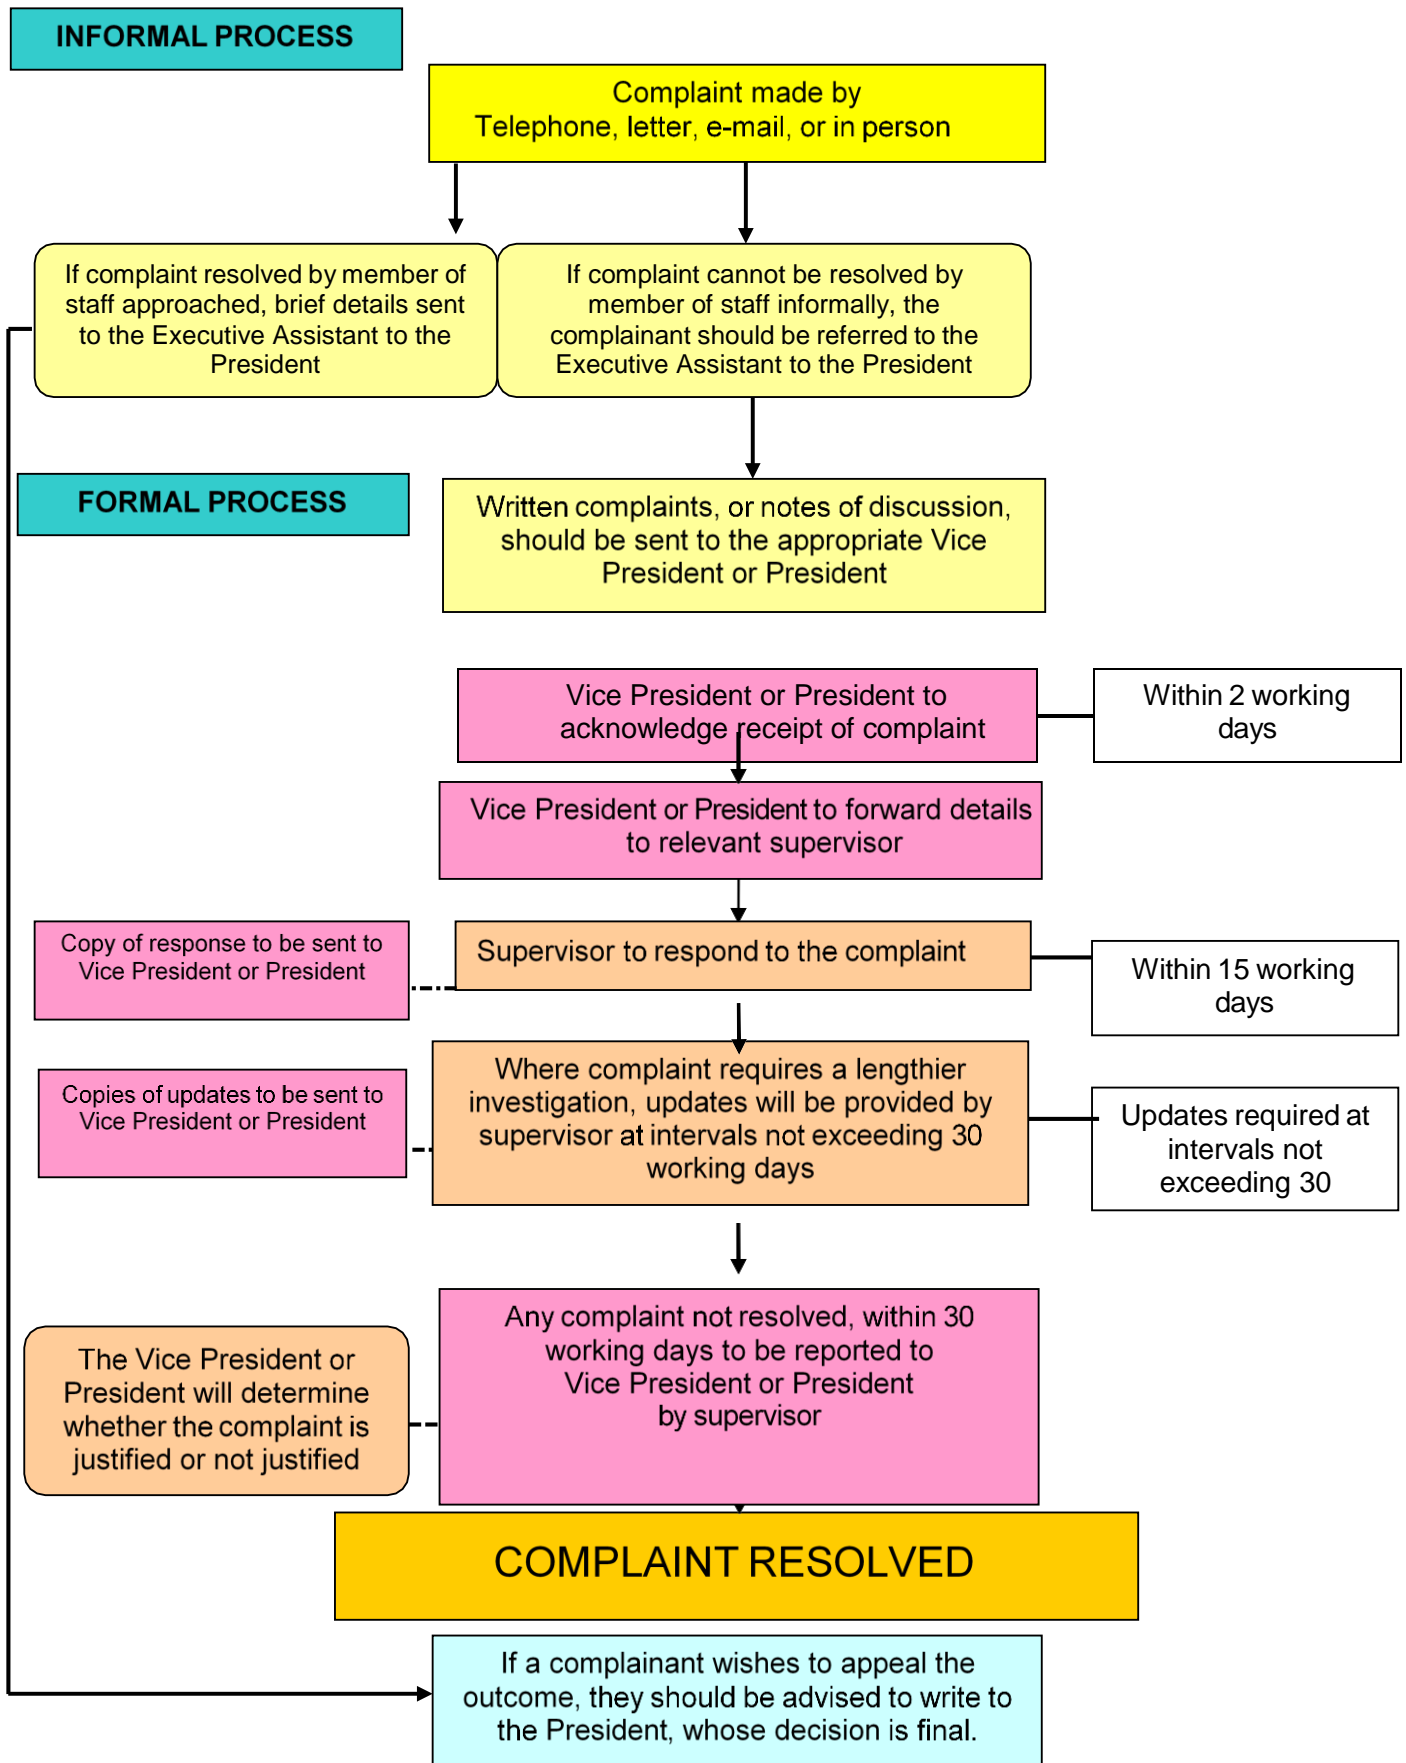 INFORMAL PROCESS
Complaint made by
Telephone, letter, e-mail, or in person
If complaint resolved by member of
staff approached, brief details sent
to the Executive Assistant to the
President
If complaint cannot be resolved by
member of staff informally, the
complainant should be referred to the
Executive Assistant to the President
FORMAL PROCESS
Written complaints, or notes of discussion,
should be sent to the appropriate Vice
President or President
Vice President or President to
acknowledge receipt of complaint
Within 2 working
days
Vice President or President to forward details
to relevant supervisor
Copy of response to be sent to
Vice President or President
Supervisor to respond to the complaint
Within 15 working
days
Copies of updates to be sent to
Vice President or President
Where complaint requires a lengthier
investigation, updates will be provided by
supervisor at intervals not exceeding 30
working days
Updates required at
intervals not
exceeding 30
The Vice President or
President will determine
whether the complaint is
justified or not justified
Any complaint not resolved, within 30
working days to be reported to
Vice President or President
by supervisor
COMPLAINT RESOLVED
If a complainant wishes to appeal the
outcome, they should be advised to write to
the President, whose decision is final.